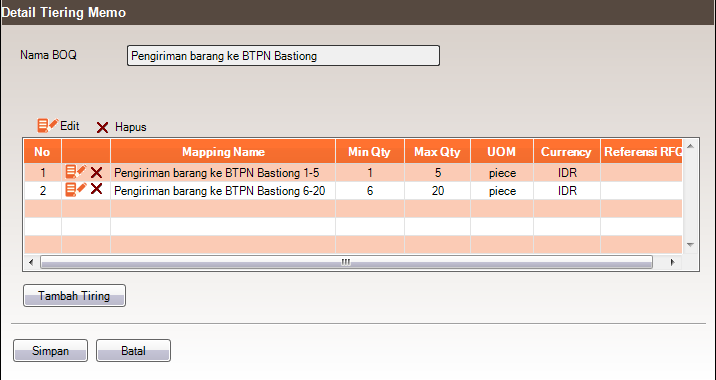 Detail Tiering Memo
Nama BOQ Pengiriman barang ke BTPN Bastiong
Edit Hapus
No Mapping Name Min Qty Max Qty UOM Currency Referensi RFQ
1 Pengiriman barang ke BTPN Bastiong 1-5 1 5 piece IDR
2 Pengiriman barang ke BTPN Bastiong 6-20 6 20 piece IDR
Tambah Tiring
Simpan Batal